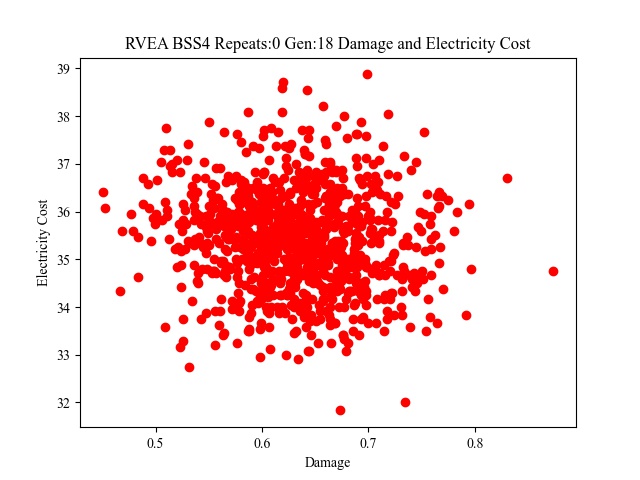 RVEA BSS4 Repeats:0 Gen:18 Damage and Electricity Cost
39
38
37
36
35
34
33
32
Electricity Cost
0.5 0.6 0.7 0.8
Damage